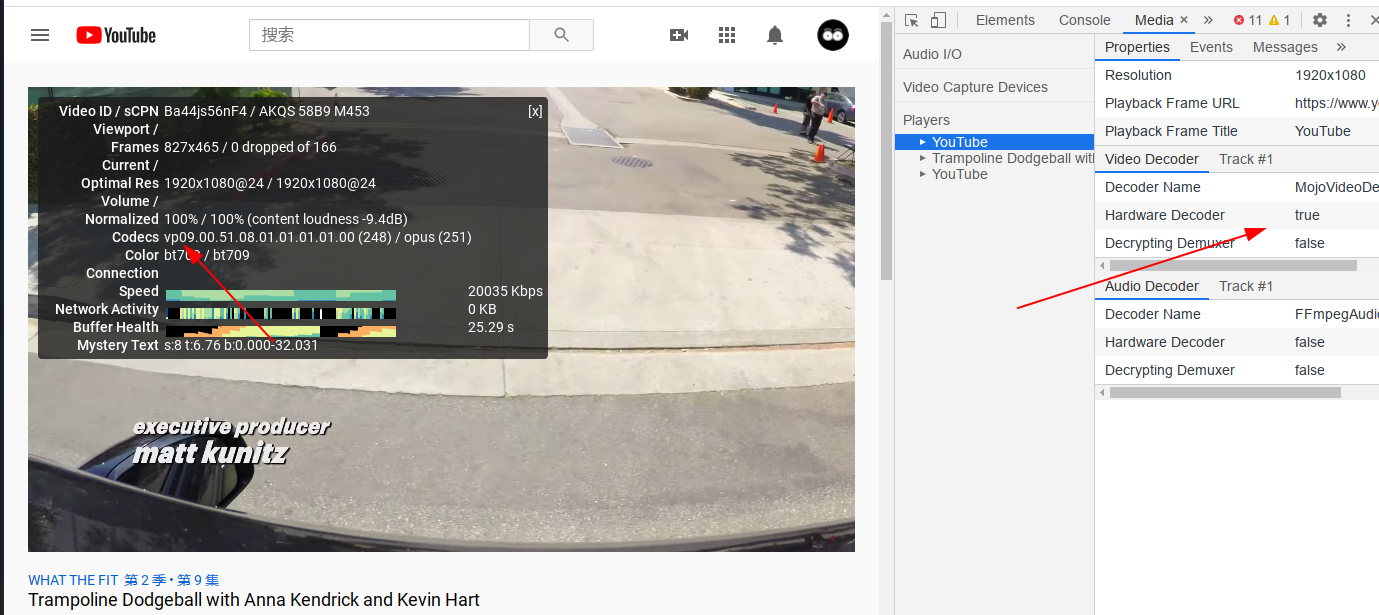 YouTube
搜索
Video ID / sCPN Ba44js56nF4 / AKQS 58B9 M453 [x]
Viewport /
Frames 827x465 / 0 dropped of 166
Current /
Optimal Res 1920x1080@24 / 1920x1080@24
Volume /
Normalized 100% / 100% (content loudness -9.4dB)
Codecs vp09.00.51.08.01.01.01.01.00 (248) / opus (251)
Color bt709 / bt709
Connection
Speed 20035 Kbps
Network Activity 0 KB
Buffer Health 25.29 s
Mystery Text s:8 t:6.76 b:0.000-32.031
executive producer
matt kunitz
WHAT THE FIT 第 2 季 • 第 9 集
Trampoline Dodgeball with Anna Kendrick and Kevin Hart
Elements Console Media × » 11 1
Audio I/O
Video Capture Devices
Players
YouTube
Trampoline Dodgeball wit
YouTube
Properties Events Messages »
Resolution 1920x1080
Playback Frame URL https://www.y
Playback Frame Title YouTube
Video Decoder Track #1
Decoder Name MojoVideoDe
Hardware Decoder true
Decrypting Demuxer false
Audio Decoder Track #1
Decoder Name FFmpegAudio
Hardware Decoder false
Decrypting Demuxer false